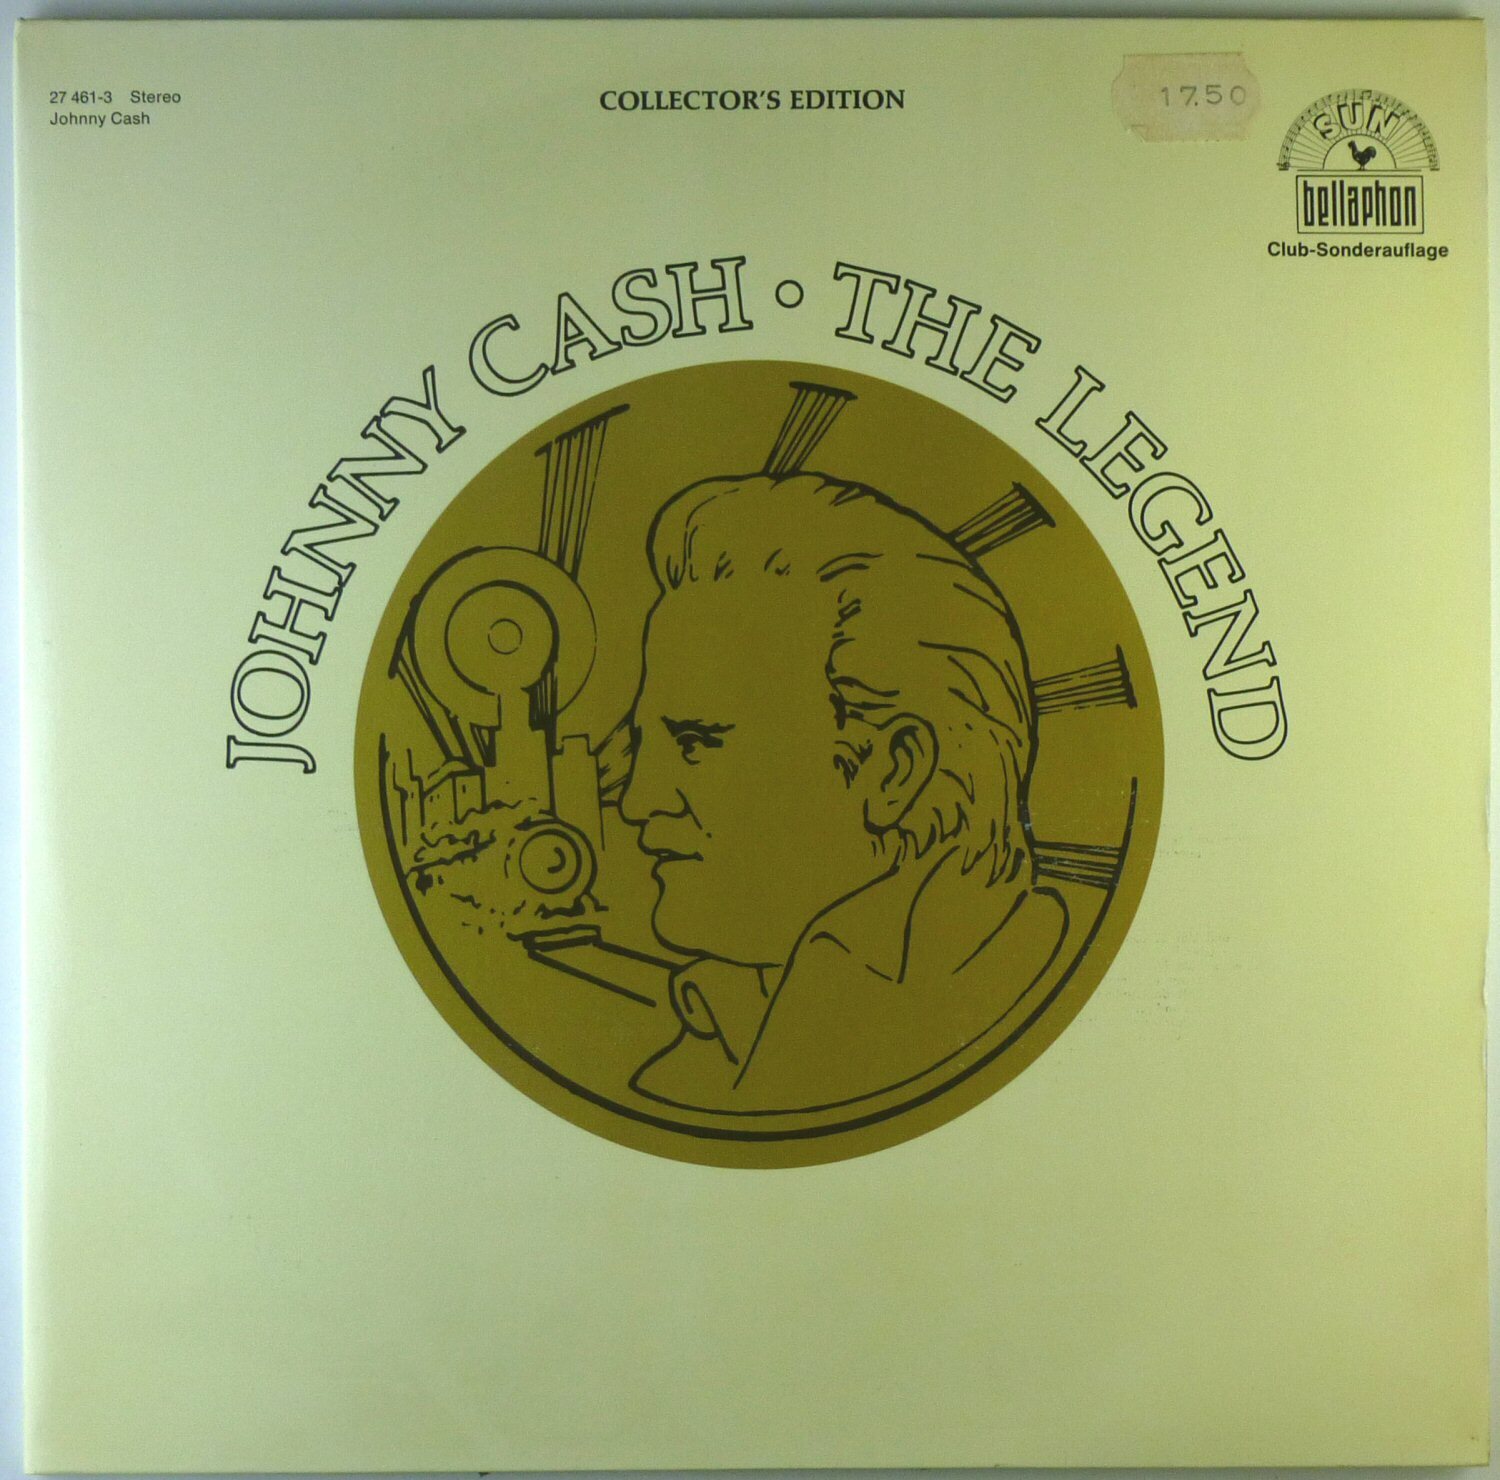 27 461-3 Stereo
Johnny Cash
COLLECTOR'S EDITION
17.50
SUN
bellaphon
Club-Sonderauflage
JOHNNY CASH • THE LEGEND